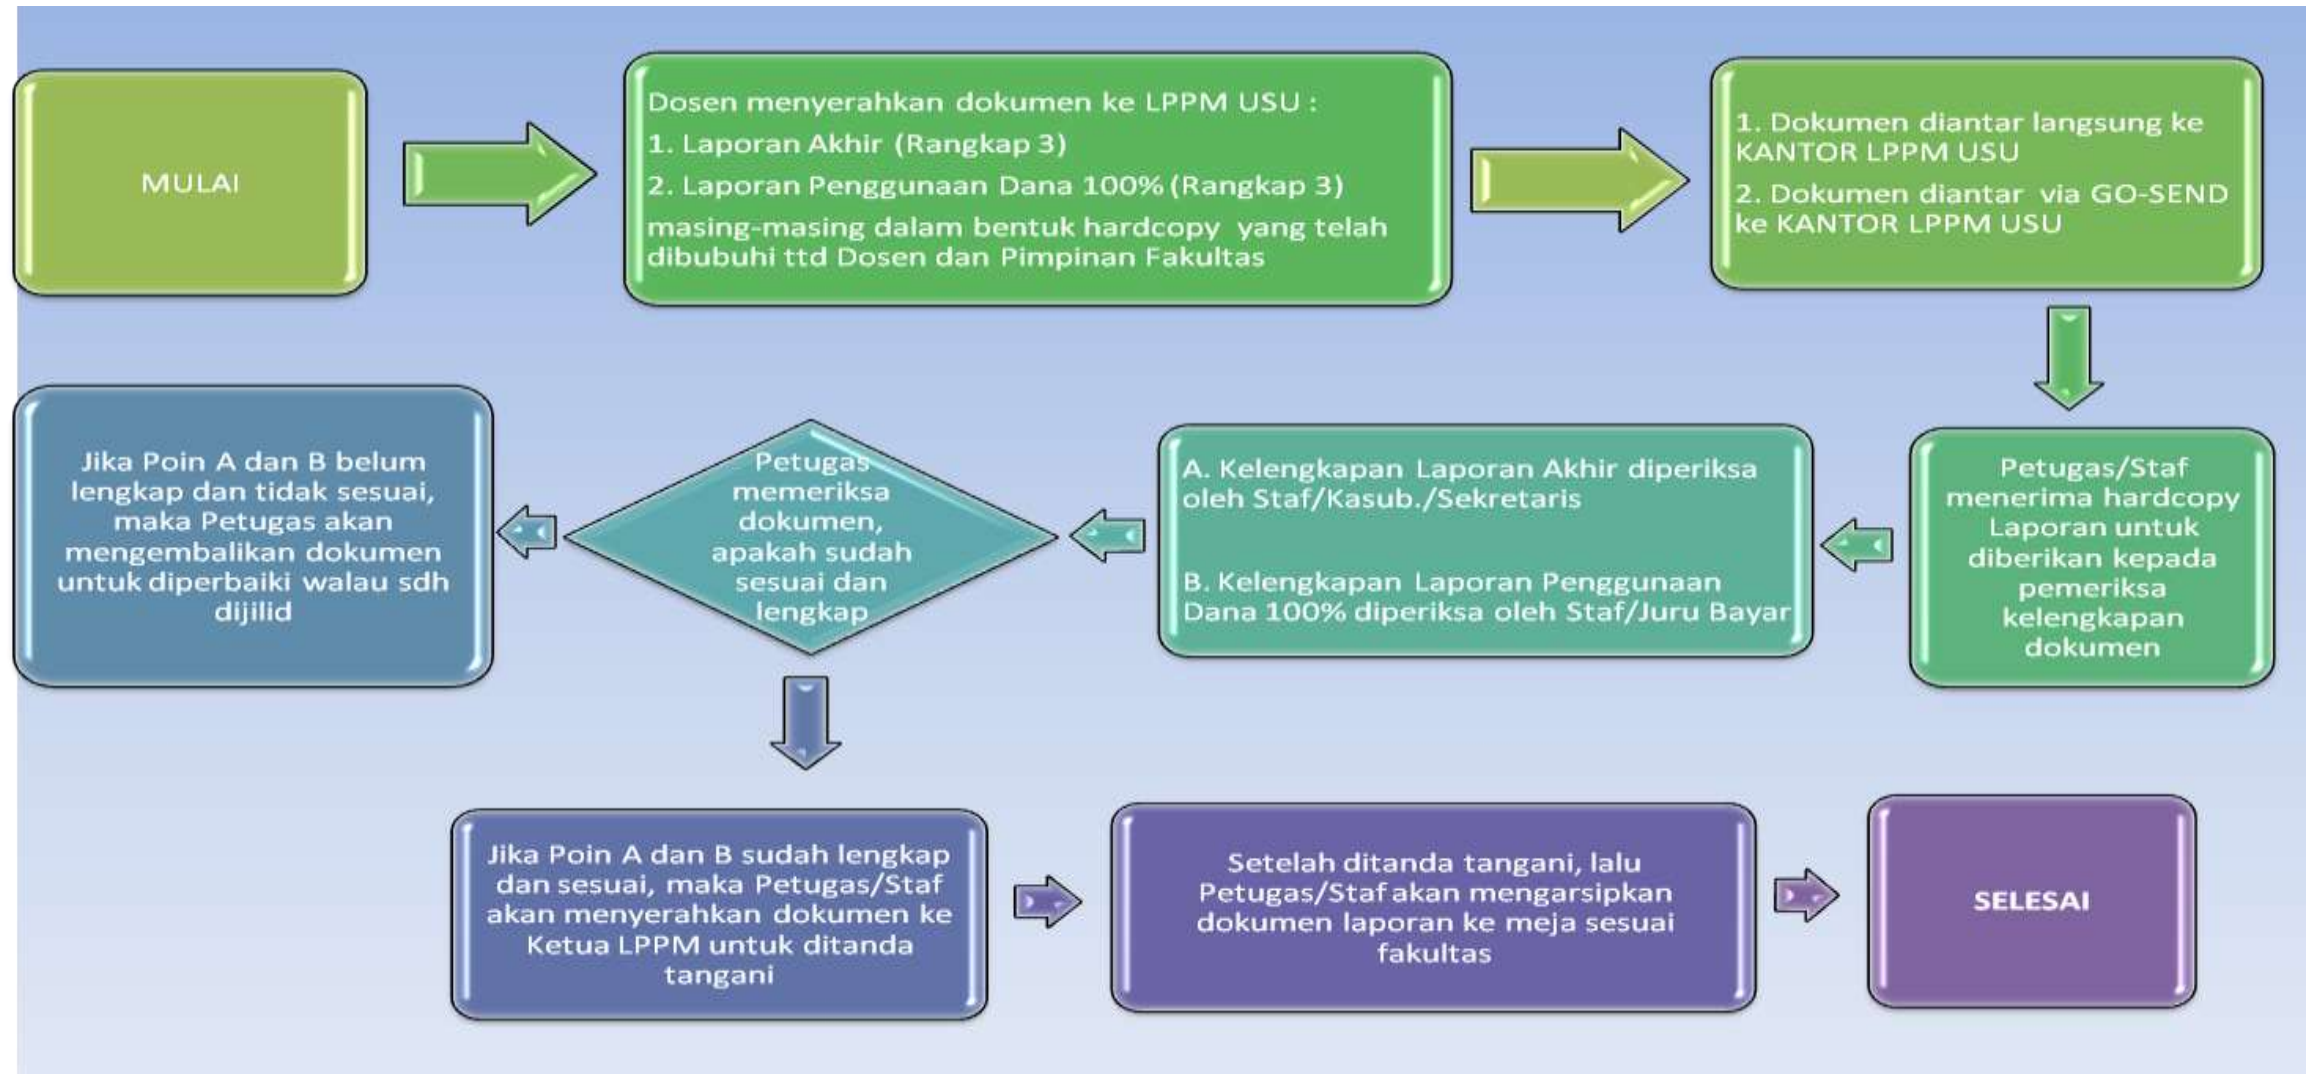 MULAI
Dosen menyerahkan dokumen ke LPPM USU :
1. Laporan Akhir (Rangkap 3)
2. Laporan Penggunaan Dana 100% (Rangkap 3)
masing-masing dalam bentuk hardcopy yang telah
dibubuhi ttd Dosen dan Pimpinan Fakultas
1. Dokumen diantar langsung ke
KANTOR LPPM USU
2. Dokumen diantar via GO-SEND
ke KANTOR LPPM USU
Petugas/Staf
menerima hardcopy
Laporan untuk
diberikan kepada
pemeriksa
kelengkapan
dokumen
A. Kelengkapan Laporan Akhir diperiksa
oleh Staf/Kasub./Sekretaris
B. Kelengkapan Laporan Penggunaan
Dana 100% diperiksa oleh Staf/Juru Bayar
Petugas
memeriksa
dokumen,
apakah sudah
sesuai dan
lengkap
Jika Poin A dan B belum
lengkap dan tidak sesuai,
maka Petugas akan
mengembalikan dokumen
untuk diperbaiki walau sdh
dijilid
Jika Poin A dan B sudah lengkap
dan sesuai, maka Petugas/Staf
akan menyerahkan dokumen ke
Ketua LPPM untuk ditanda
tangani
Setelah ditanda tangani, lalu
Petugas/Staf akan mengarsipkan
dokumen laporan ke meja sesuai
fakultas
SELESAI